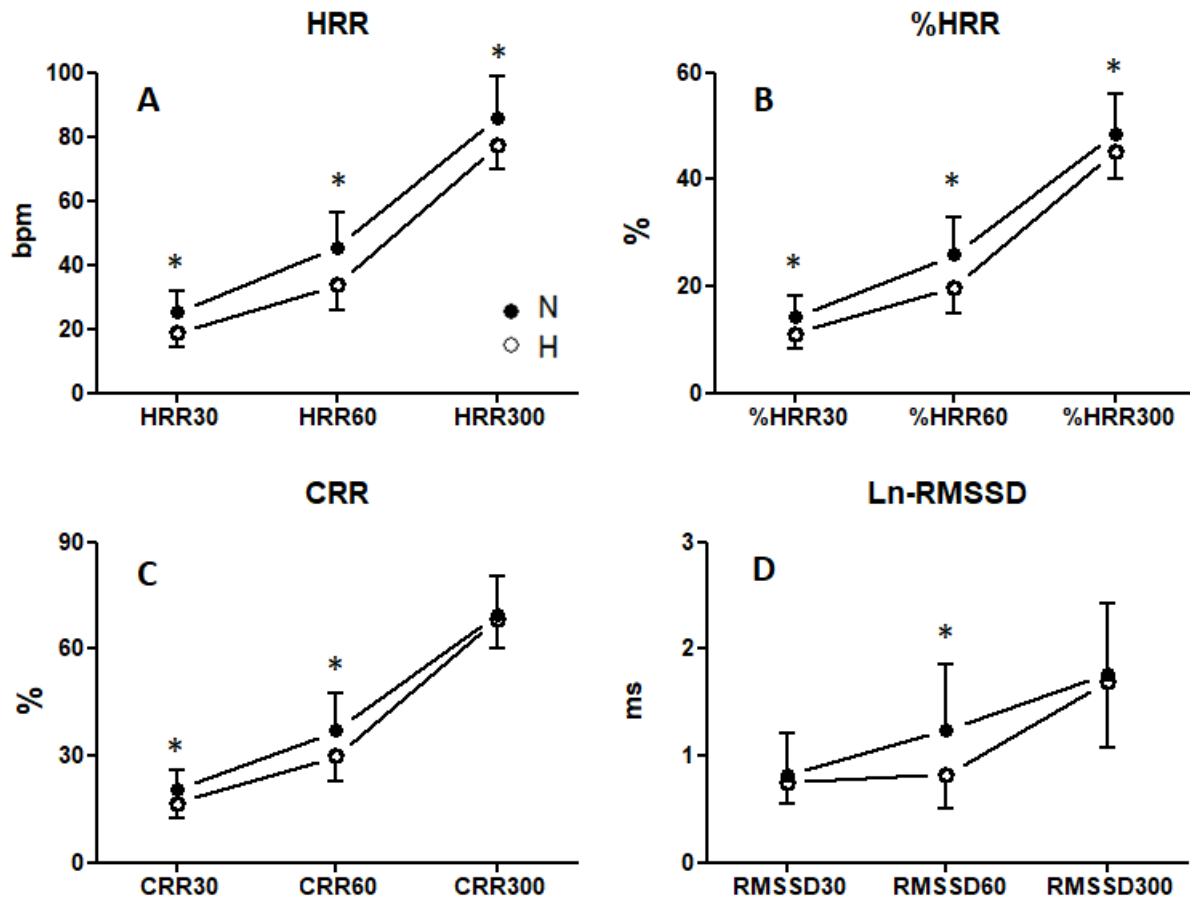 HRR
*
100
A
*
80
60
*
bpm
40
N
H
20
0
HRR30 HRR60 HRR300
%HRR
*
60
B
*
40
%
*
20
0
%HRR30 %HRR60 %HRR300
CRR
90
C
60
*
%
30
*
0
CRR30 CRR60 CRR300
Ln-RMSSD
3
D
*
2
ms
1
0
RMSSD30 RMSSD60 RMSSD300